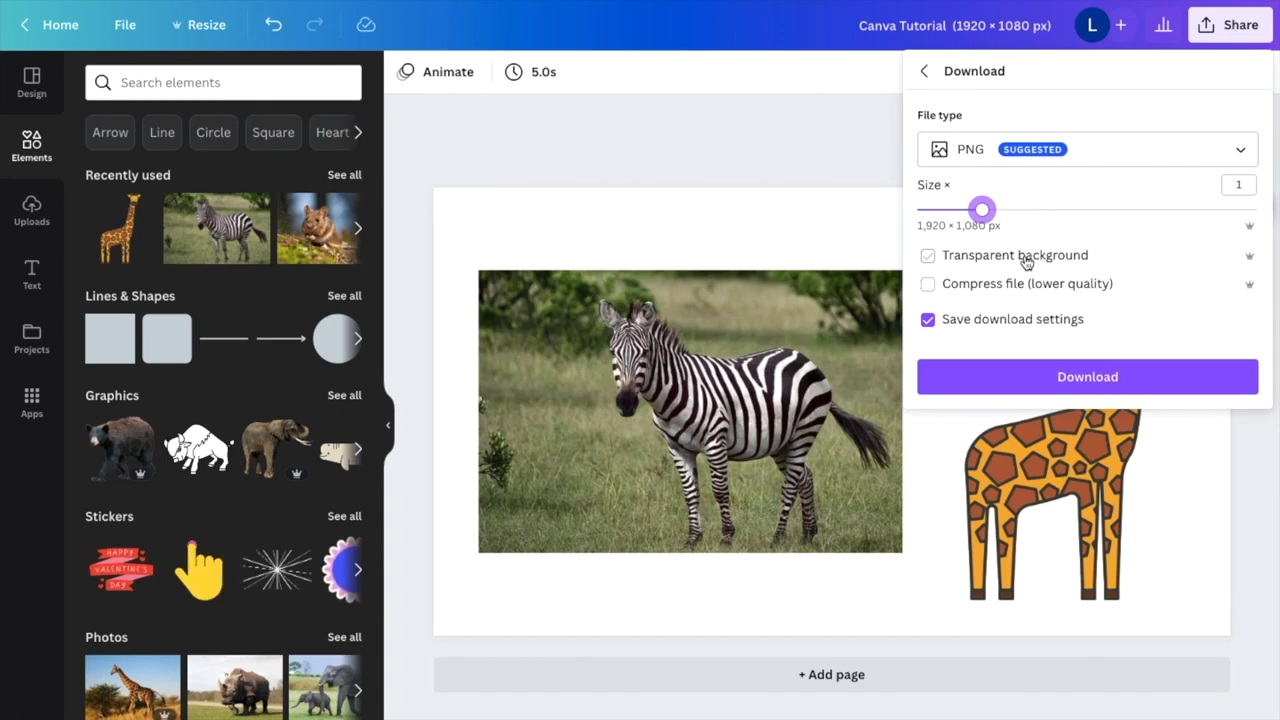 Home File Resize Canva Tutorial (1920 × 1080 px) L + Share
Design
Elements
Uploads
Text
Projects
Apps
Search elements
Arrow Line Circle Square Heart
Recently used See all
Lines & Shapes See all
Graphics See all
Stickers See all
HAPPY
VALENTINE'S
DAY
Photos See all
Animate 5.0s
+ Add page
Download
File type
PNG SUGGESTED
Size × 1
1,920 × 1,080 px
Transparent background
Compress file (lower quality)
Save download settings
Download